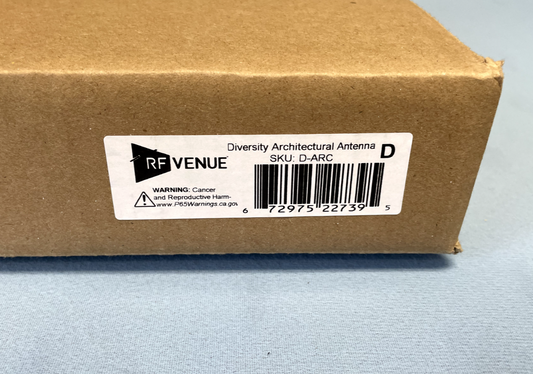 RF VENUE
Diversity Architectural Antenna D
SKU: D-ARC
WARNING: Cancer
and Reproductive Harm-
www.P65Warnings.ca.gov
6 72975 22739 5